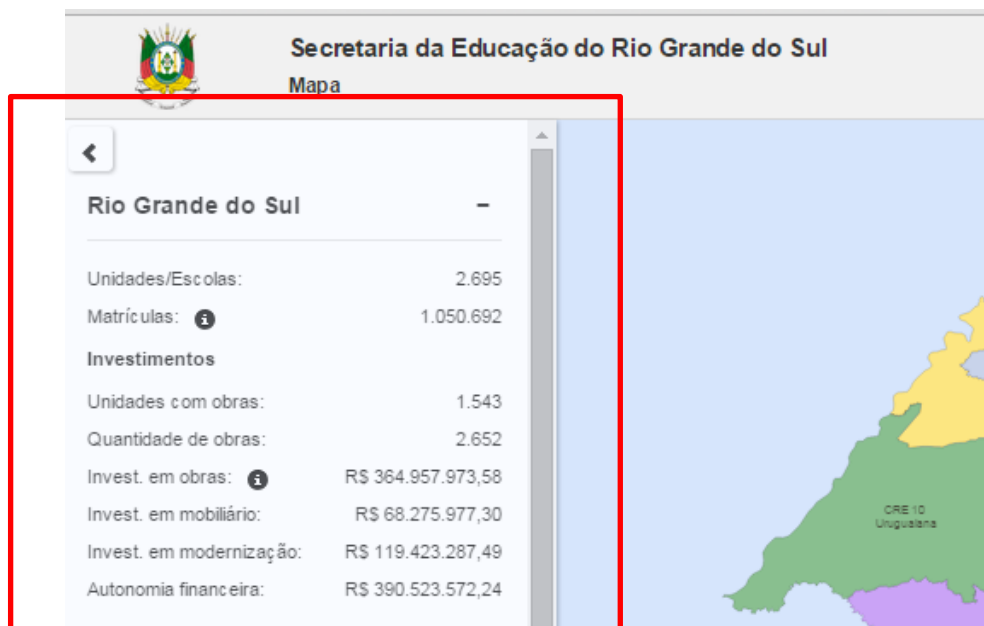 Secretaria da Educação do Rio Grande do Sul
Mapa
Rio Grande do Sul −
Unidades/Escolas: 2.695
Matrículas: 1.050.692
Investimentos
Unidades com obras: 1.543
Quantidade de obras: 2.652
Invest. em obras: R$ 364.957.973,58
Invest. em mobiliário: R$ 68.275.977,30
Invest. em modernização: R$ 119.423.287,49
Autonomia financeira: R$ 390.523.572,24
CRE 10
Uruguaiana